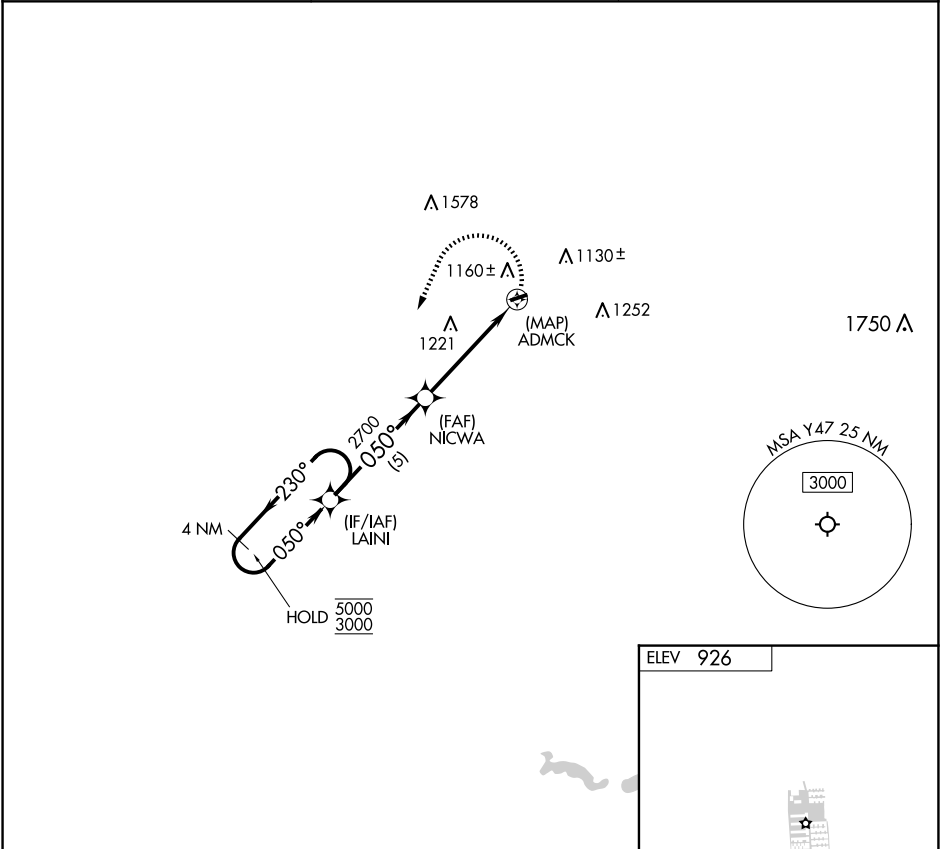 1578
1160±
1130±
1252
(MAP)
ADMCK
1221
1750
(FAF)
NICWA
2700
050°
(5)
MSA Y47 25 NM
3000
230°
4 NM
050°
(IF/IAF)
LAINI
HOLD 5000
3000
ELEV 926